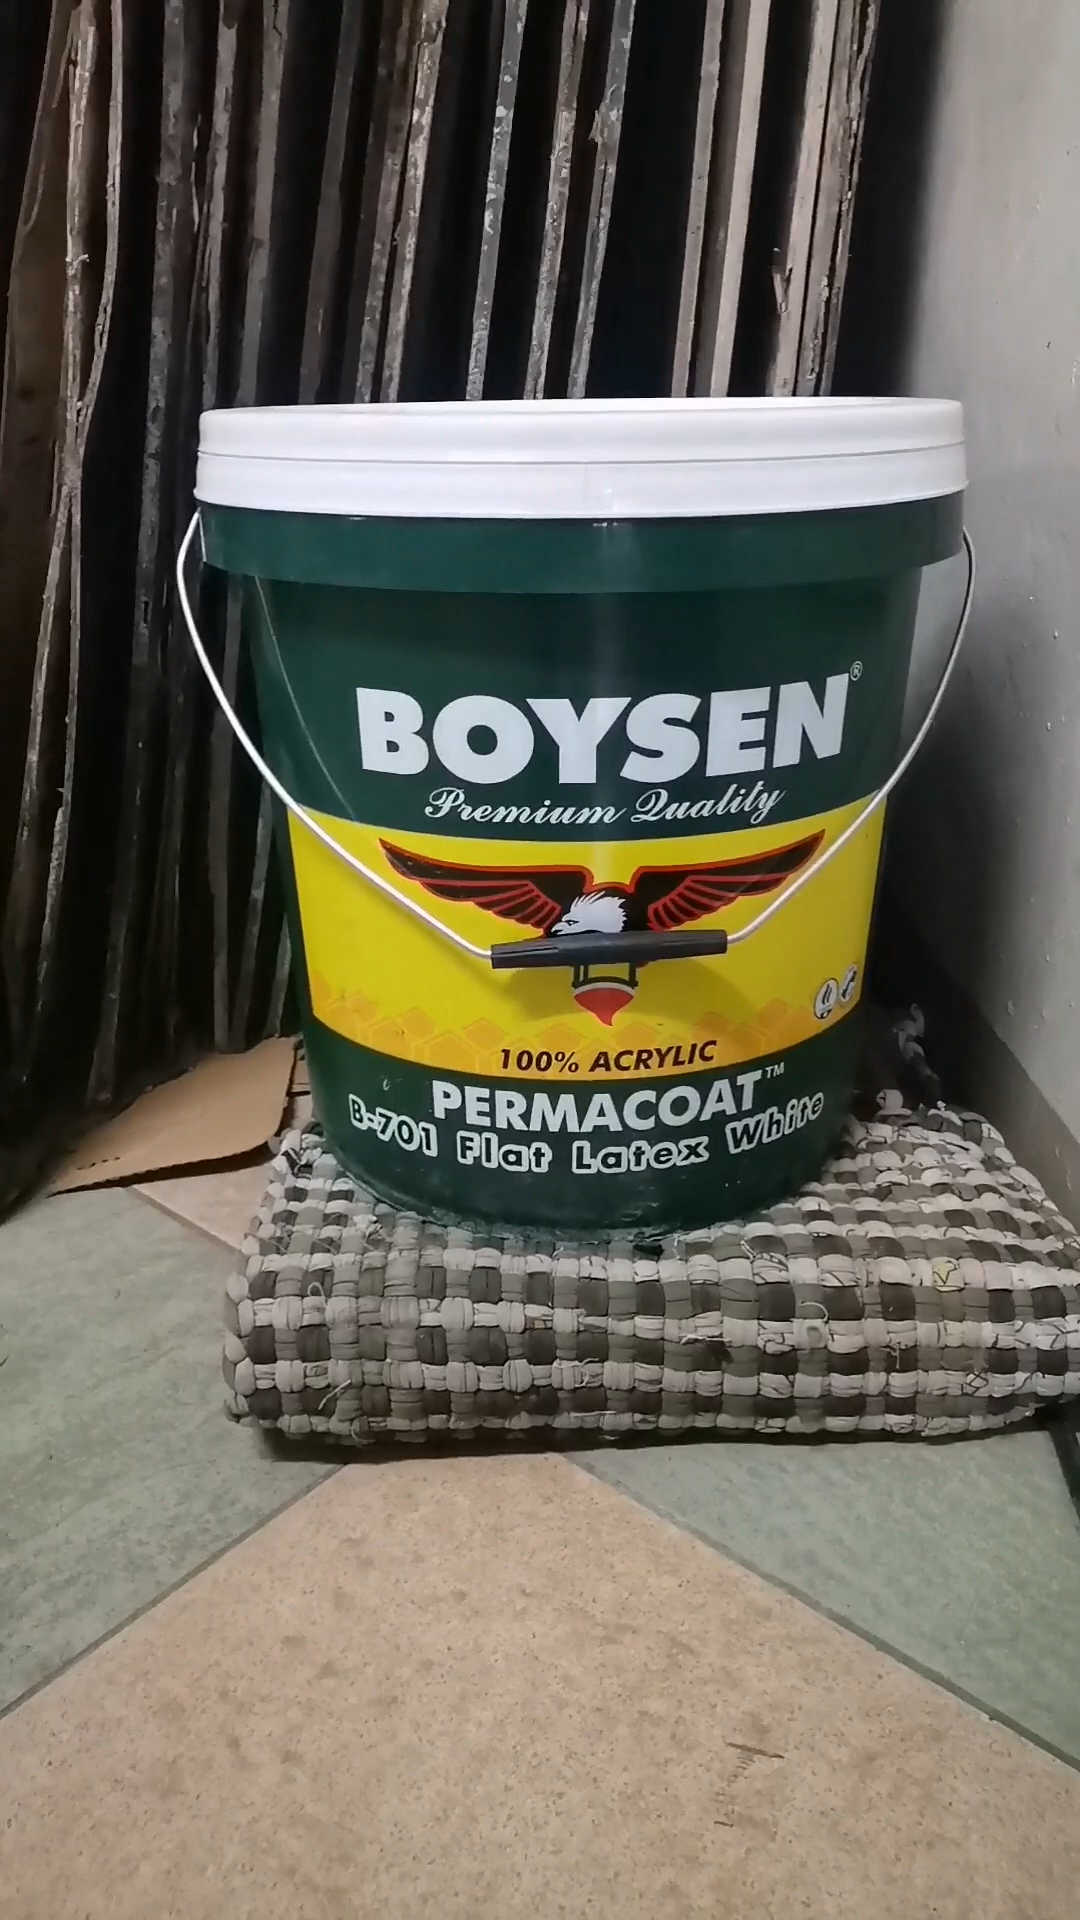 BOYSEN®
Premium Quality
100% ACRYLIC
PERMACOAT™
B-701 Flat Latex White